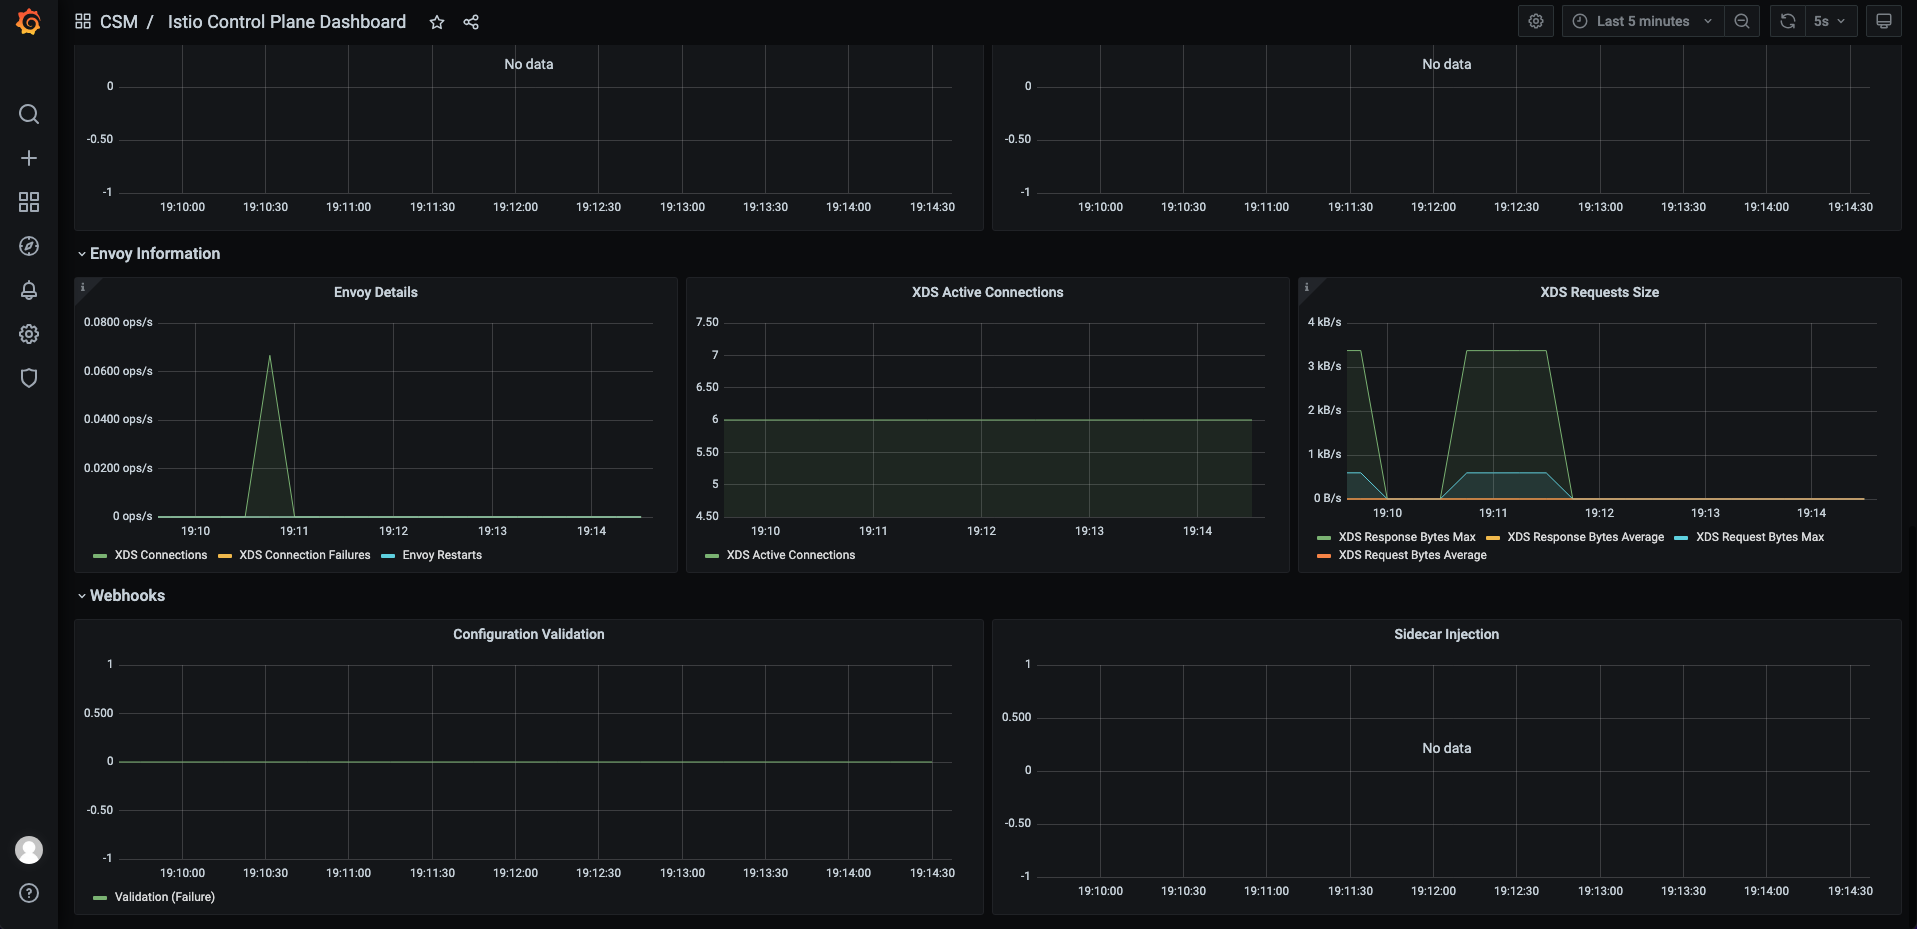 CSM / Istio Control Plane Dashboard
Last 5 minutes
5s
No data
0
-0.50
-1
19:10:00 19:10:30 19:11:00 19:11:30 19:12:00 19:12:30 19:13:00 19:13:30 19:14:00 19:14:30
No data
0
-0.50
-1
19:10:00 19:10:30 19:11:00 19:11:30 19:12:00 19:12:30 19:13:00 19:13:30 19:14:00 19:14:30
Envoy Information
i
Envoy Details
0.0800 ops/s
0.0600 ops/s
0.0400 ops/s
0.0200 ops/s
0 ops/s
19:10 19:11 19:12 19:13 19:14
XDS Connections XDS Connection Failures Envoy Restarts
XDS Active Connections
7.50
7
6.50
6
5.50
5
4.50
19:10 19:11 19:12 19:13 19:14
XDS Active Connections
i
XDS Requests Size
4 kB/s
3 kB/s
2 kB/s
1 kB/s
0 B/s
19:10 19:11 19:12 19:13 19:14
XDS Response Bytes Max XDS Response Bytes Average XDS Request Bytes Max
XDS Request Bytes Average
Webhooks
Configuration Validation
1
0.500
0
-0.50
-1
19:10:00 19:10:30 19:11:00 19:11:30 19:12:00 19:12:30 19:13:00 19:13:30 19:14:00 19:14:30
Validation (Failure)
Sidecar Injection
1
0.500
No data
0
-0.50
-1
19:10:00 19:10:30 19:11:00 19:11:30 19:12:00 19:12:30 19:13:00 19:13:30 19:14:00 19:14:30